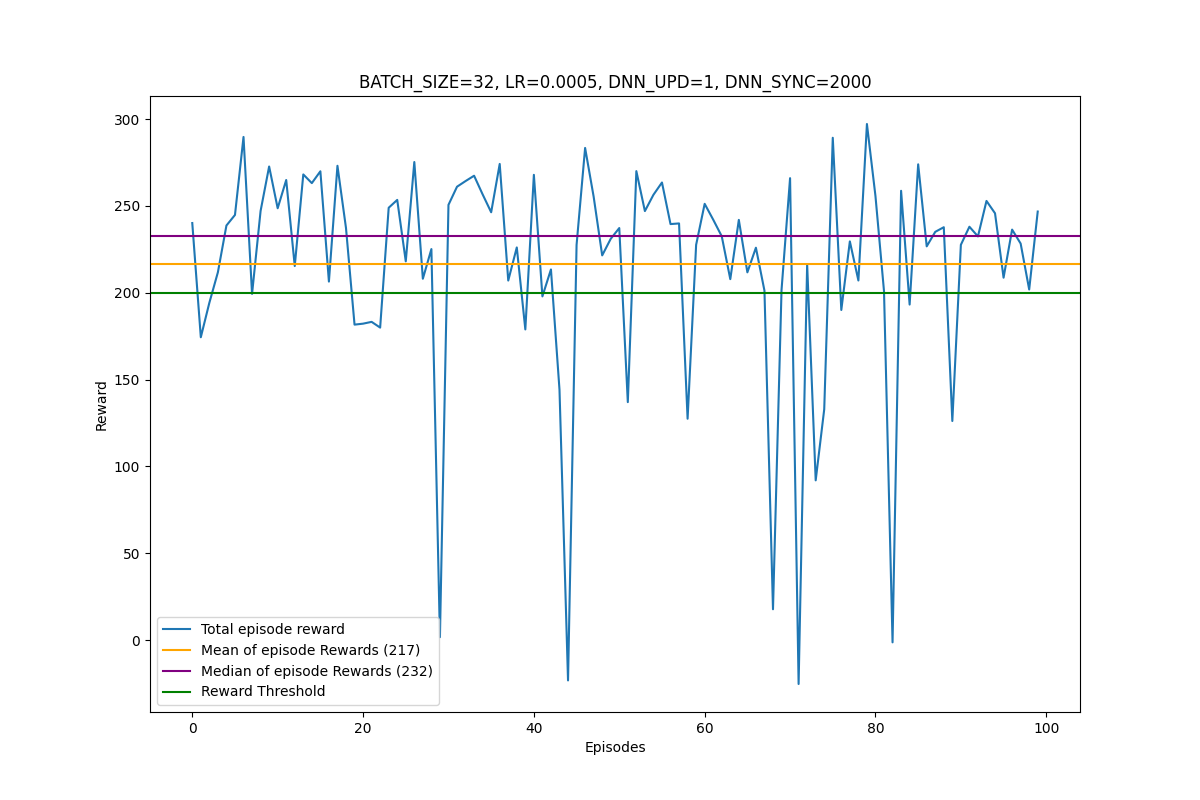 BATCH_SIZE=32, LR=0.0005, DNN_UPD=1, DNN_SYNC=2000
300
250
200
150
100
50
0
Reward
Total episode reward
Mean of episode Rewards (217)
Median of episode Rewards (232)
Reward Threshold
0 20 40 60 80 100
Episodes